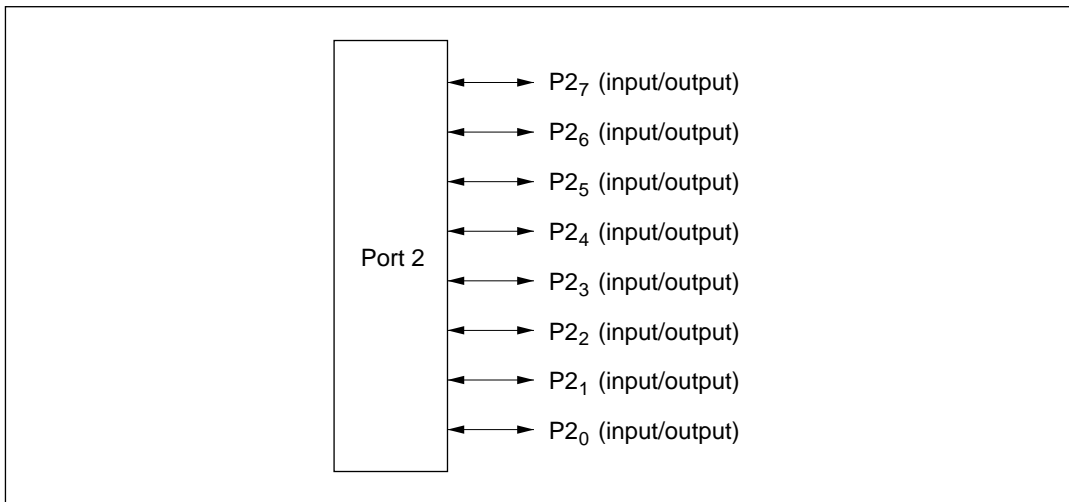 P2₇ (input/output)
P2₆ (input/output)
P2₅ (input/output)
P2₄ (input/output)
Port 2
P2₃ (input/output)
P2₂ (input/output)
P2₁ (input/output)
P2₀ (input/output)